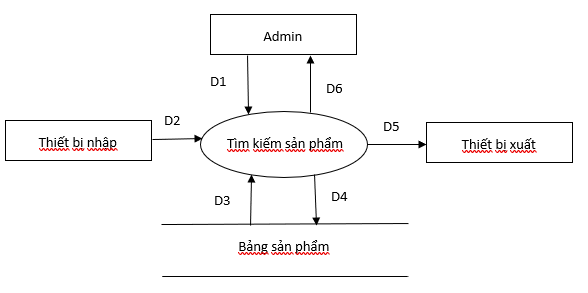 Admin
D1
D6
D2
D5
Thiết bị nhập
Tìm kiếm sản phẩm
Thiết bị xuất
D3
D4
Bảng sản phẩm